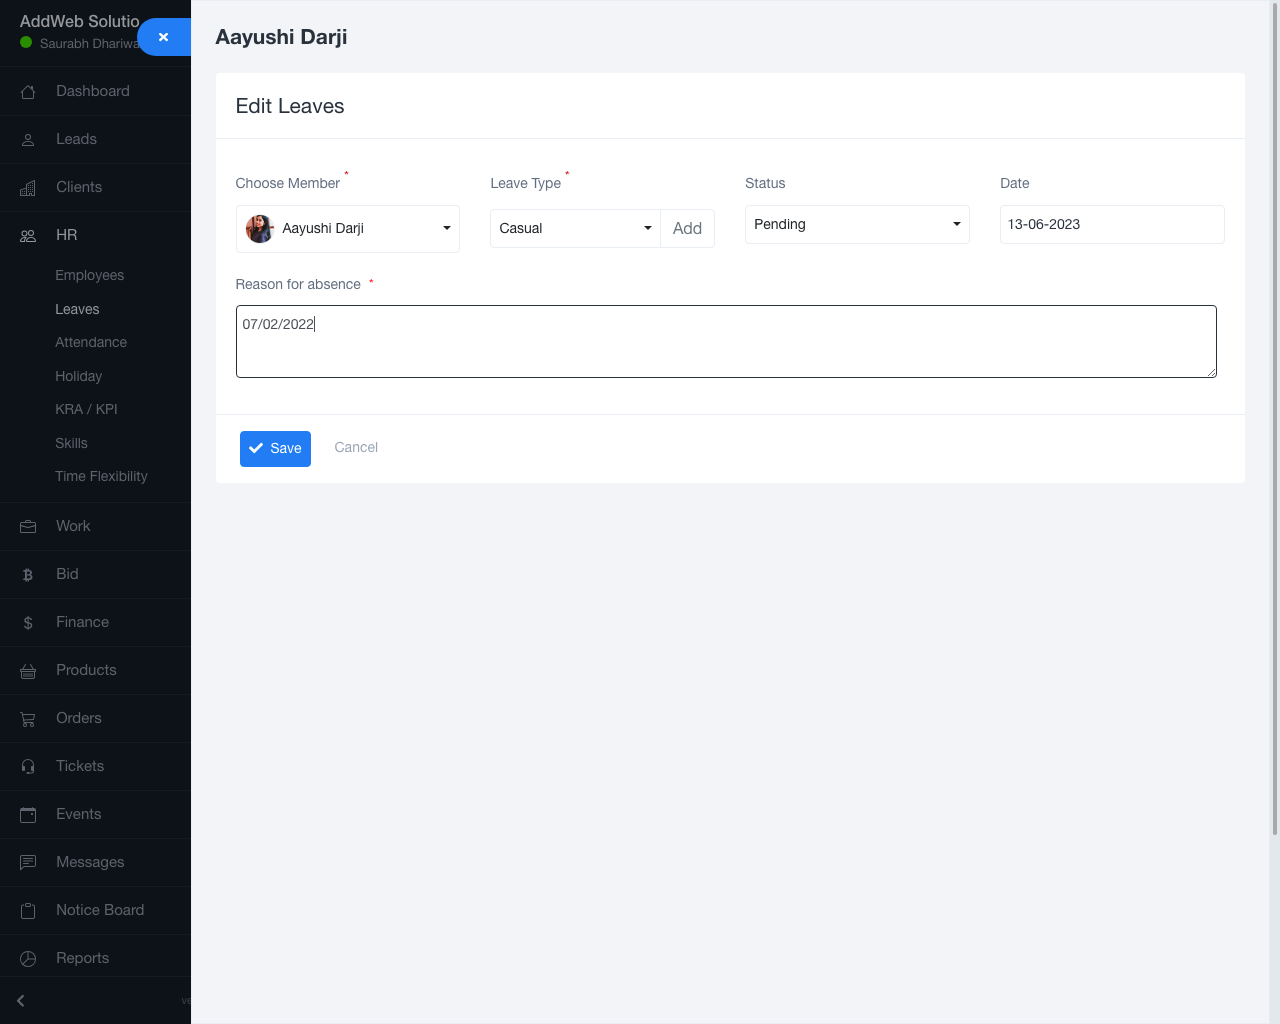 AddWeb Solutio
Saurabh Dhariwa
Dashboard
Leads
Clients
HR
Employees
Leaves
Attendance
Holiday
KRA / KPI
Skills
Time Flexibility
Work
Bid
Finance
Products
Orders
Tickets
Events
Messages
Notice Board
Reports
ve
Aayushi Darji
Edit Leaves
Choose Member *
Leave Type *
Status
Date
Aayushi Darji
Casual
Add
Pending
13-06-2023
Reason for absence *
07/02/2022
Save
Cancel